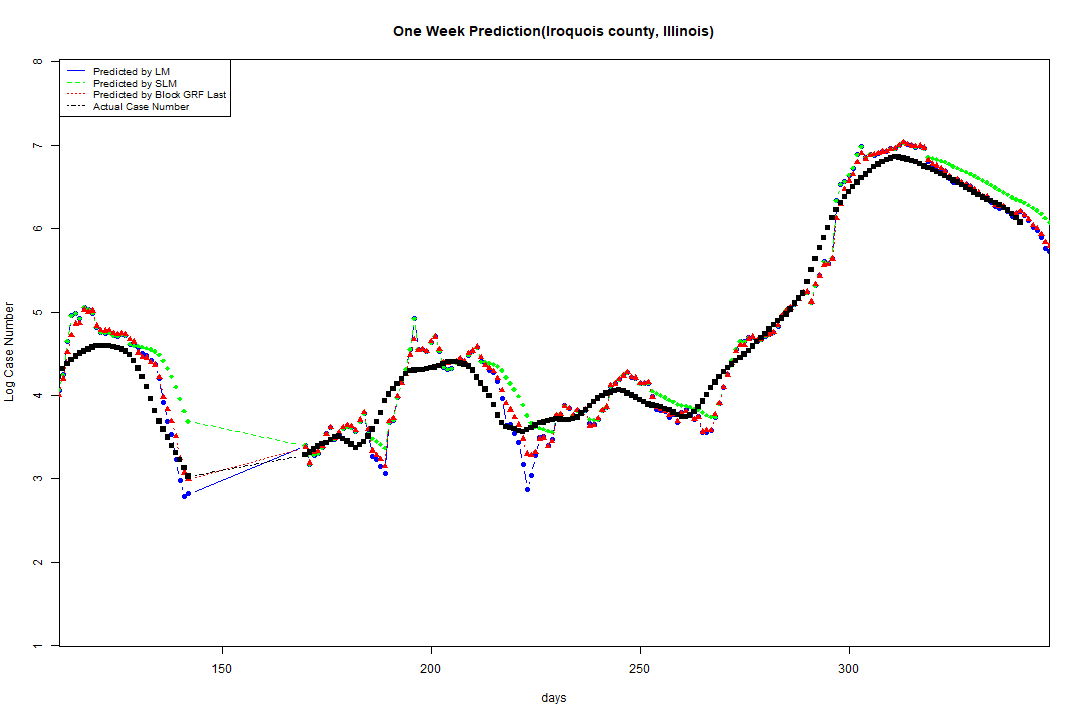 One Week Prediction(Iroquois county, Illinois)
Predicted by LM
Predicted by SLM
Predicted by Block GRF Last
Actual Case Number
8
7
6
5
4
3
2
1
Log Case Number
150 200 250 300
days